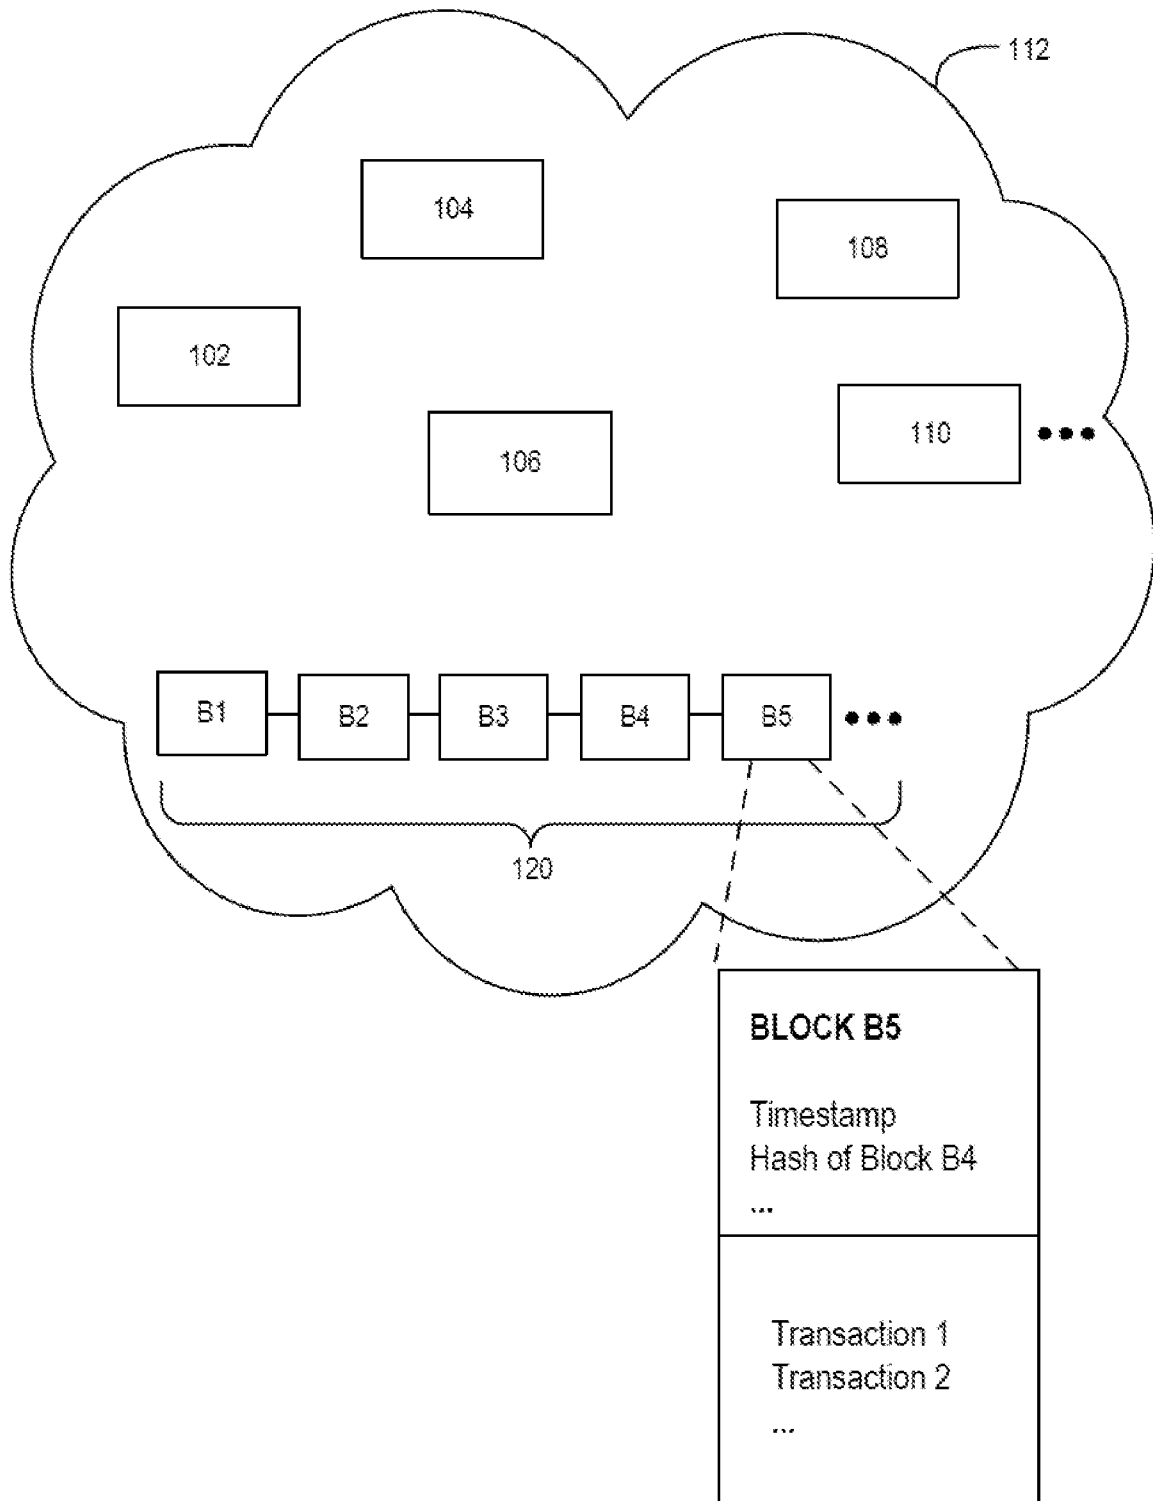 112
104
108
102
106
110
B1
B2
B3
B4
B5
120
BLOCK B5
Timestamp
Hash of Block B4
...
Transaction 1
Transaction 2
...